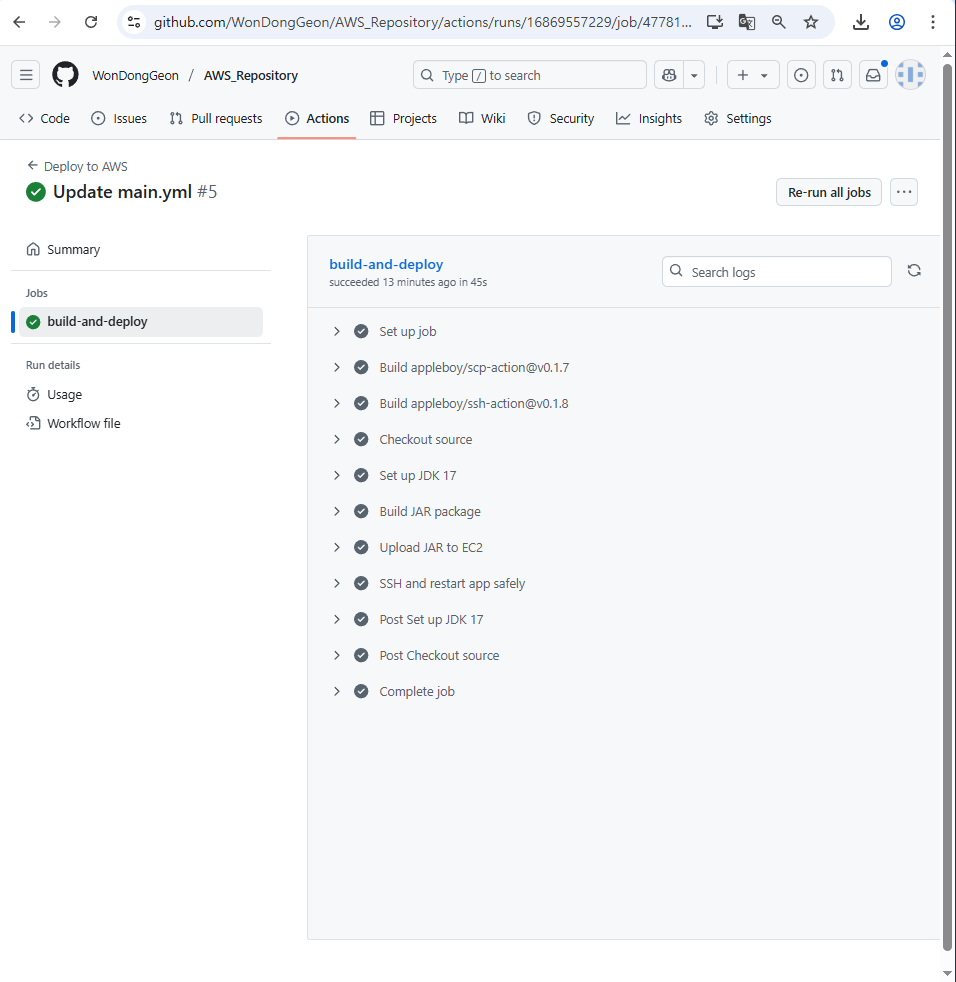 github.com/WonDongGeon/AWS_Repository/actions/runs/16869557229/job/47781...
WonDongGeon / AWS_Repository
Type / to search
Code Issues Pull requests Actions Projects Wiki Security Insights Settings
Deploy to AWS
Update main.yml #5
Re-run all jobs
Summary
Jobs
build-and-deploy
Run details
Usage
Workflow file
build-and-deploy
succeeded 13 minutes ago in 45s
Search logs
Set up job
Build appleboy/scp-action@v0.1.7
Build appleboy/ssh-action@v0.1.8
Checkout source
Set up JDK 17
Build JAR package
Upload JAR to EC2
SSH and restart app safely
Post Set up JDK 17
Post Checkout source
Complete job